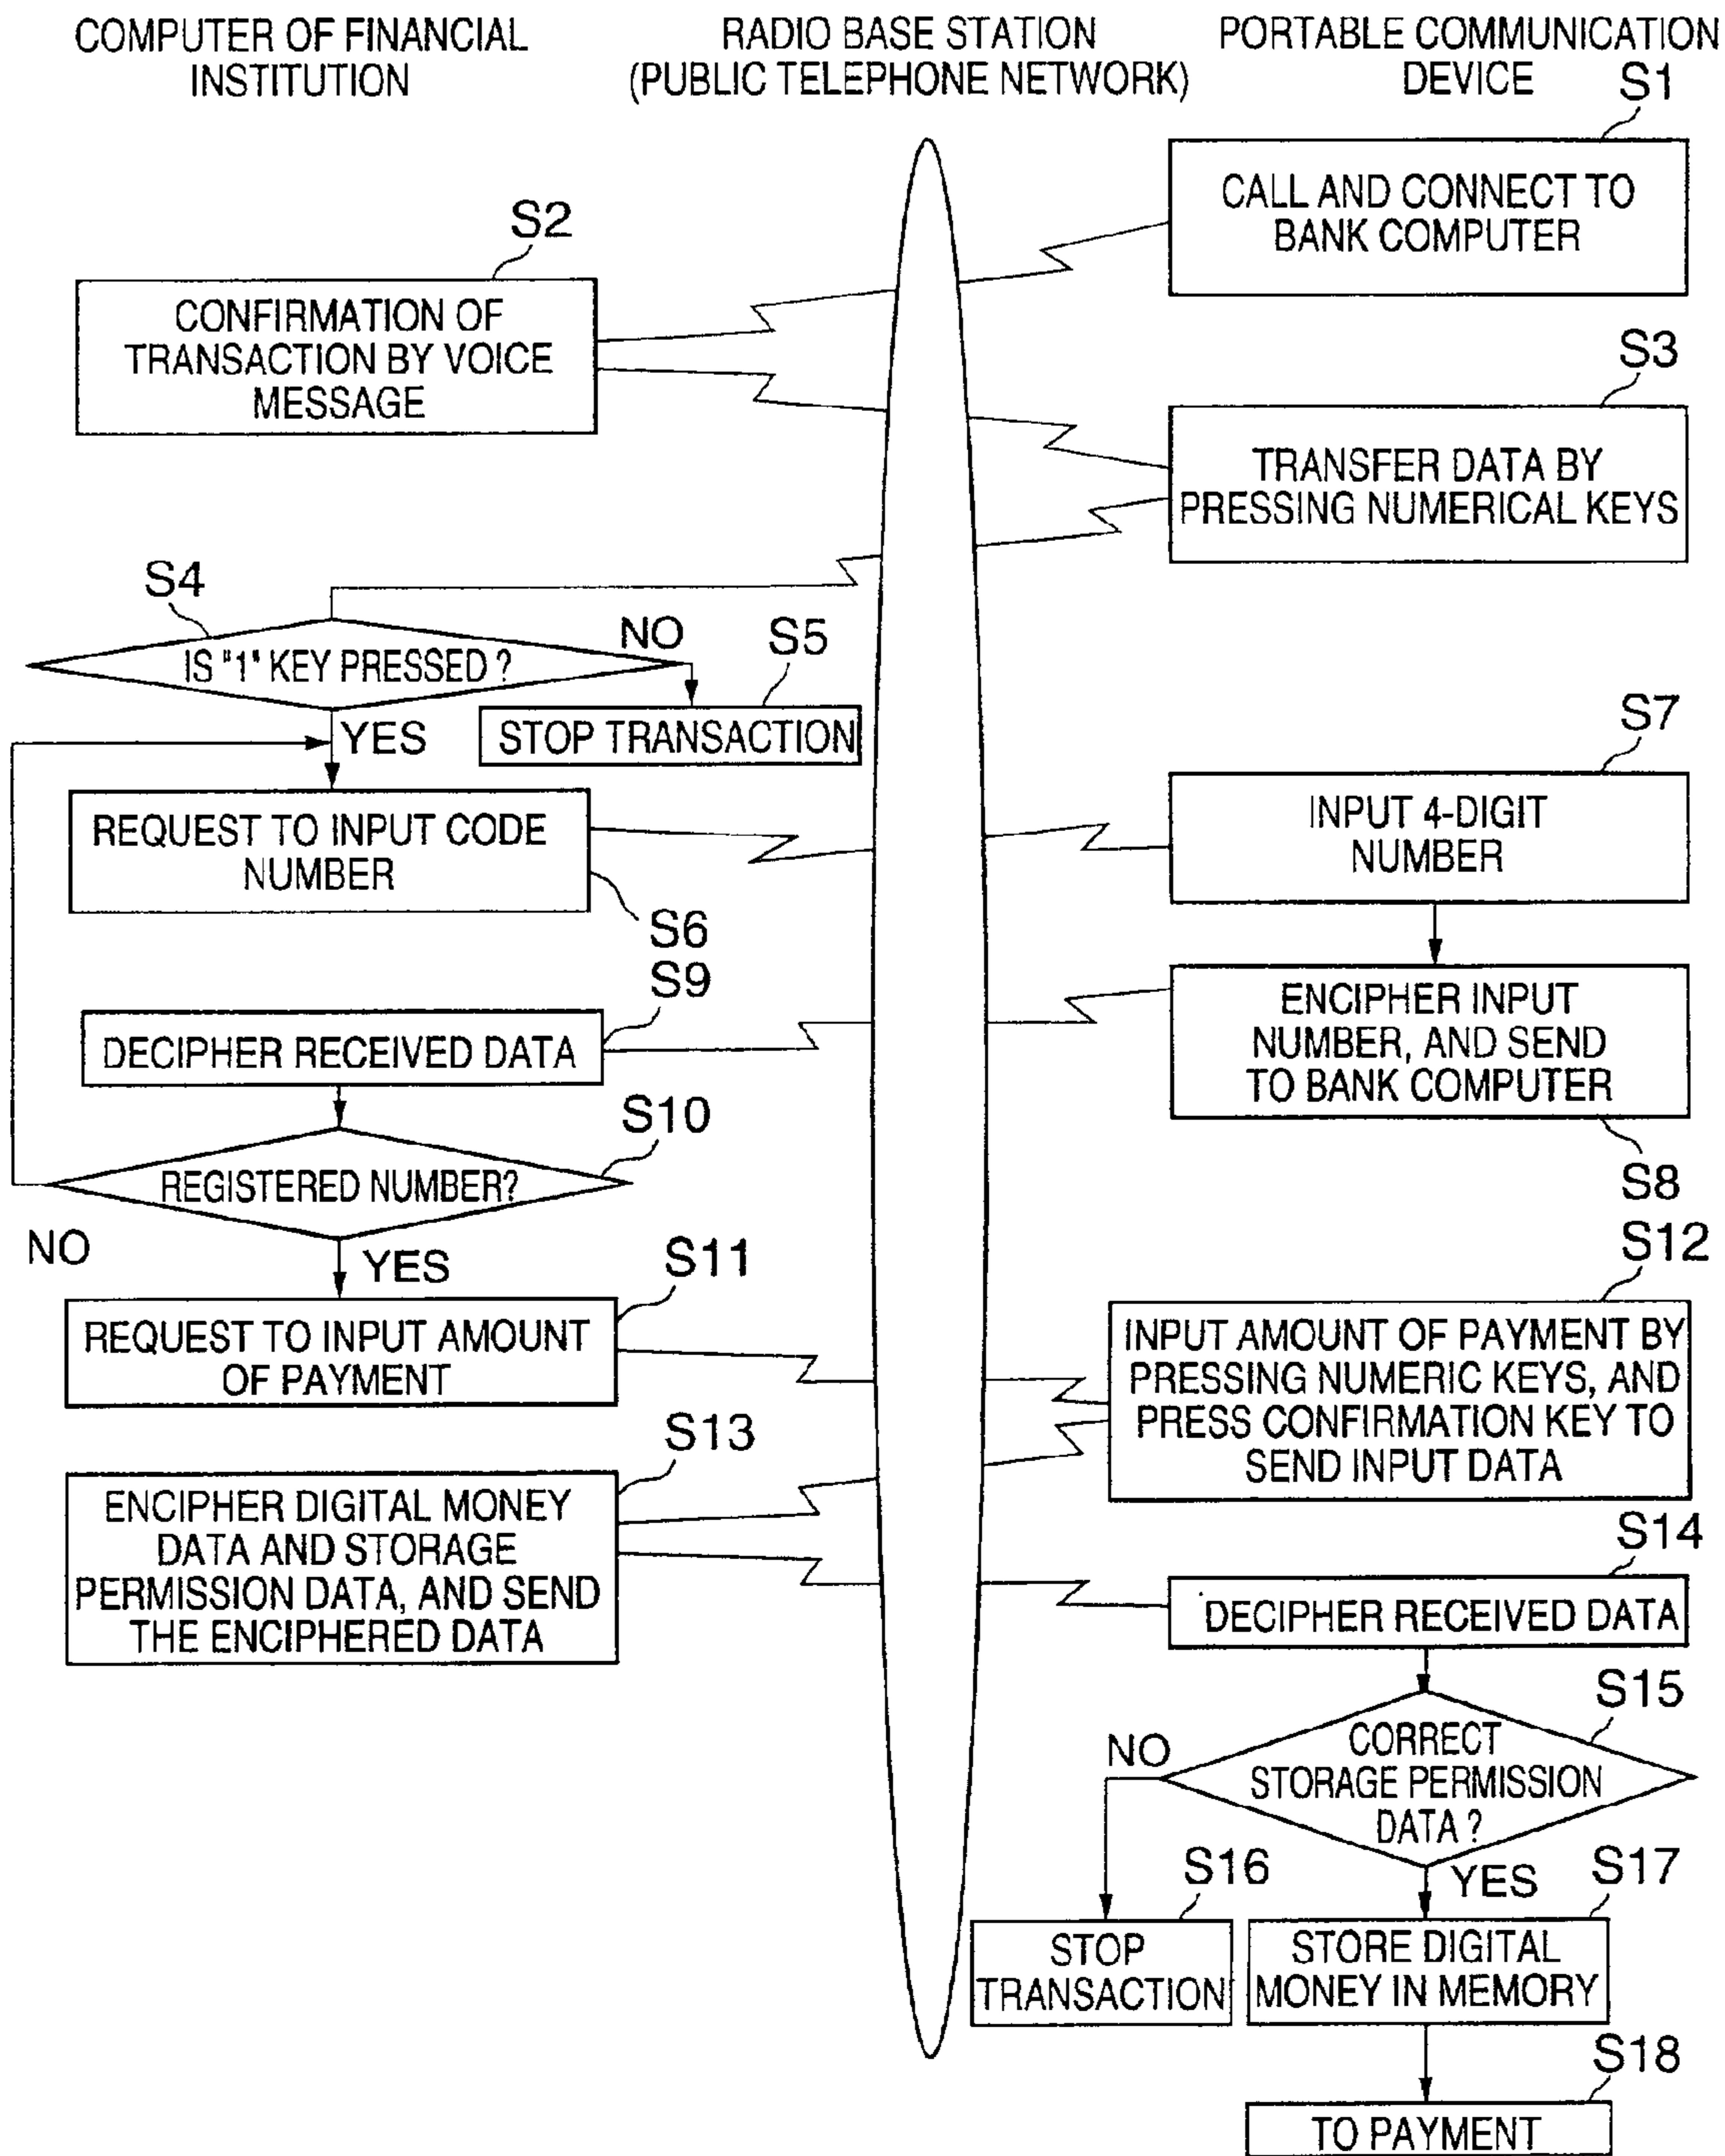 COMPUTER OF FINANCIAL
INSTITUTION
RADIO BASE STATION
(PUBLIC TELEPHONE NETWORK)
PORTABLE COMMUNICATION
DEVICE
S1
CALL AND CONNECT TO
BANK COMPUTER
S2
CONFIRMATION OF
TRANSACTION BY VOICE
MESSAGE
S3
TRANSFER DATA BY
PRESSING NUMERICAL KEYS
S4
IS "1" KEY PRESSED ?
NO
S5
STOP TRANSACTION
YES
REQUEST TO INPUT CODE
NUMBER
S6
S7
INPUT 4-DIGIT
NUMBER
ENCIPHER INPUT
NUMBER, AND SEND
TO BANK COMPUTER
S8
S9
DECIPHER RECEIVED DATA
S10
REGISTERED NUMBER?
NO
YES
S11
REQUEST TO INPUT AMOUNT
OF PAYMENT
S12
INPUT AMOUNT OF PAYMENT BY
PRESSING NUMERIC KEYS, AND
PRESS CONFIRMATION KEY TO
SEND INPUT DATA
S13
ENCIPHER DIGITAL MONEY
DATA AND STORAGE
PERMISSION DATA, AND SEND
THE ENCIPHERED DATA
S14
DECIPHER RECEIVED DATA
S15
CORRECT
STORAGE PERMISSION
DATA ?
NO
S16
STOP
TRANSACTION
YES
S17
STORE DIGITAL
MONEY IN MEMORY
S18
TO PAYMENT